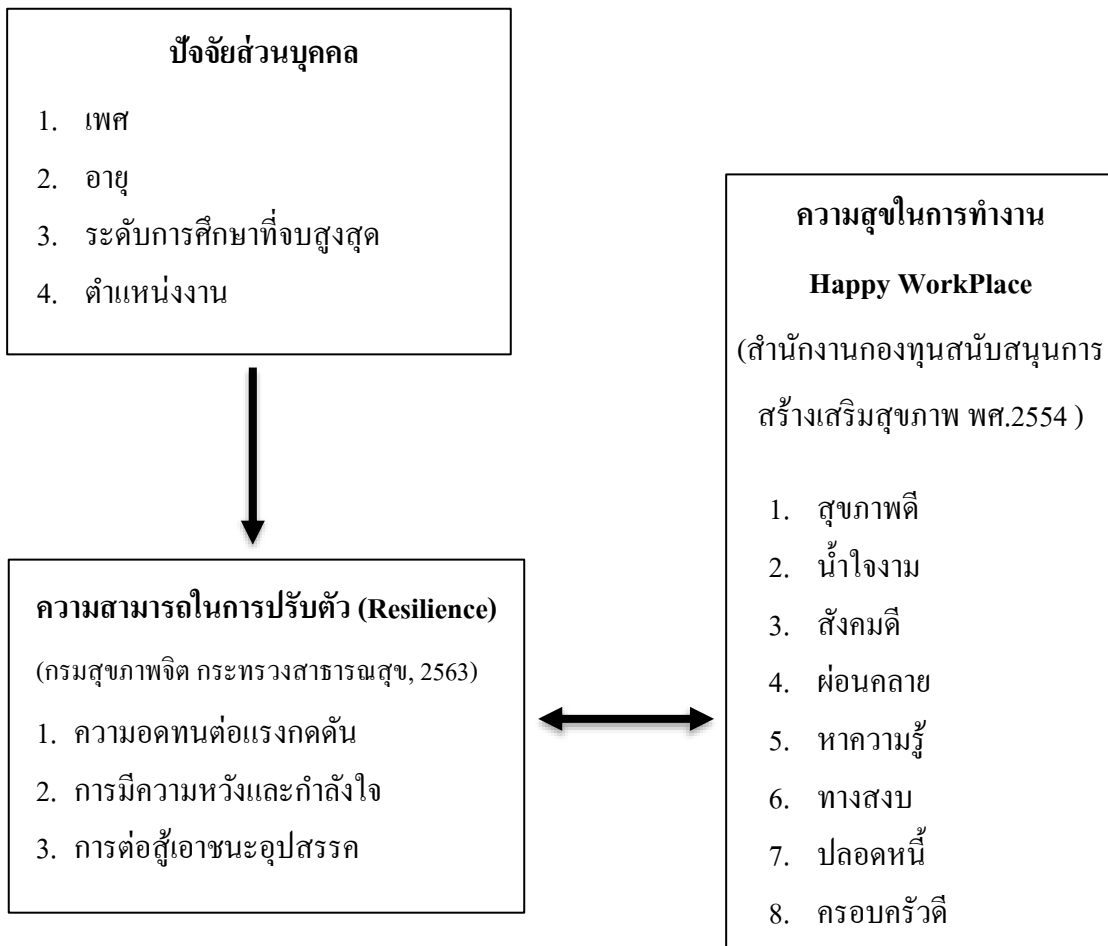 ปัจจัยส่วนบุคคล
1. เพศ
2. อายุ
3. ระดับการศึกษาที่จบสูงสุด
4. ตำแหน่งงาน
ความสามารถในการปรับตัว (Resilience)
(กรมสุขภาพจิต กระทรวงสาธารณสุข, 2563)
1. ความอดทนต่อแรงกดดัน
2. การมีความหวังและกำลังใจ
3. การต่อสู้เอาชนะอุปสรรค
ความสุขในการทำงาน
Happy WorkPlace
(สำนักงานกองทุนสนับสนุนการ
สร้างเสริมสุขภาพ พศ.2554 )
1. สุขภาพดี
2. น้ำใจงาม
3. สังคมดี
4. ผ่อนคลาย
5. หาความรู้
6. ทางสงบ
7. ปลอดหนี้
8. ครอบครัวดี